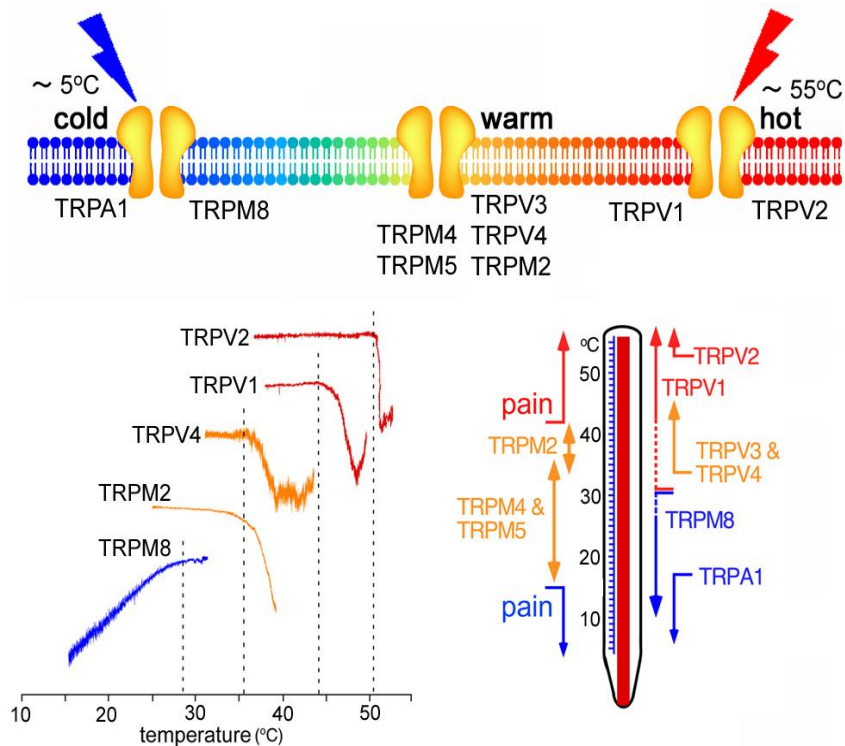 ~ 5°C
cold
TRPA1
TRPM8
warm
TRPV3
TRPM4 TRPV4
TRPM5 TRPM2
~ 55°C
hot
TRPV1
TRPV2
TRPV2
TRPV1
TRPV4
TRPM2
TRPM8
10 20 30 40 50
temperature (°C)
°C
50
40
30
20
10
pain
TRPM2
TRPM4 &
TRPM5
pain
TRPV2
TRPV1
TRPV3 &
TRPV4
TRPM8
TRPA1